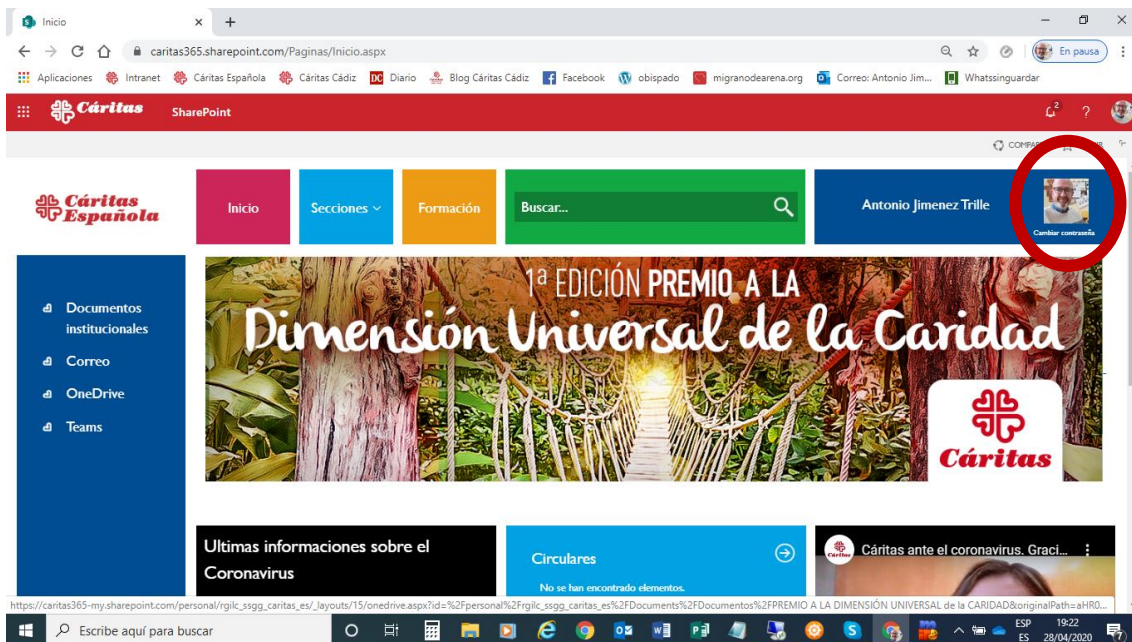 Inicio
caritas365.sharepoint.com/Paginas/Inicio.aspx
En pausa
Aplicaciones Intranet Cáritas Española Cáritas Cádiz DC Diario Blog Cáritas Cádiz Facebook obispado migranodearena.org Correo: Antonio Jim... Whatssinguardar
Cáritas SharePoint 2 ?
Cáritas Española
Inicio
Secciones
Formación
Buscar...
Antonio Jimenez Trille
Cambiar contraseña
Documentos
institucionales
Correo
OneDrive
Teams
1ª EDICIÓN PREMIO A LA
Dimensión Universal de la Caridad
Cáritas
Ultimas informaciones sobre el
Coronavirus
Circulares
No se han encontrado elementos.
Cáritas ante el coronavirus. Graci...
https://caritas365-my.sharepoint.com/personal/rgilc_ssgg_caritas_es/_layouts/15/onedrive.aspx?id=%2Fpersonal%2Frgilc_ssgg_caritas_es%2FDocuments%2FDocumentos%2FPREMIO A LA DIMENSIÓN UNIVERSAL de la CARIDAD&originalPath=aHR0...
Escribe aquí para buscar
ESP 19:22
ES 28/04/2020